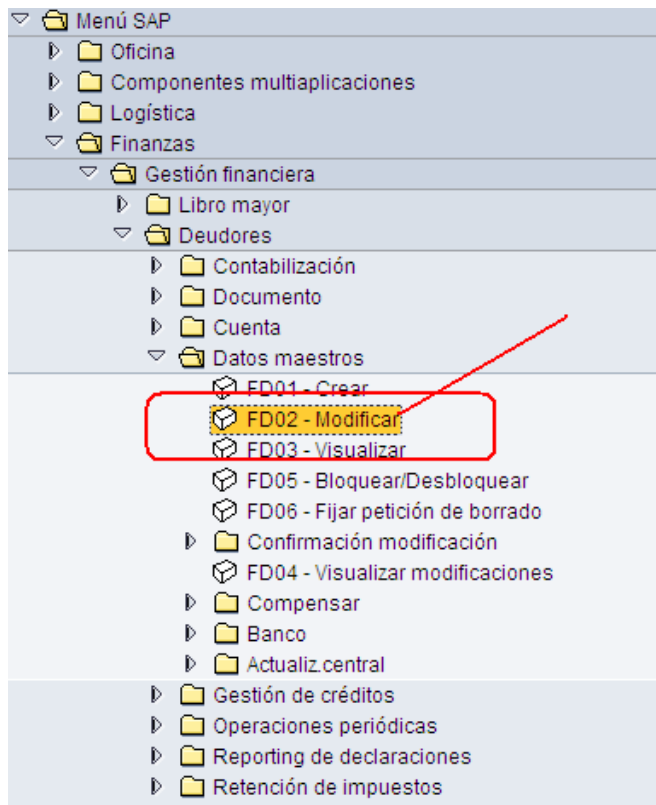 Menú SAP
Oficina
Componentes multiaplicaciones
Logística
Finanzas
Gestión financiera
Libro mayor
Deudores
Contabilización
Documento
Cuenta
Datos maestros
FD01 - Crear
FD02 - Modificar
FD03 - Visualizar
FD05 - Bloquear/Desbloquear
FD06 - Fijar petición de borrado
Confirmación modificación
FD04 - Visualizar modificaciones
Compensar
Banco
Actualiz.central
Gestión de créditos
Operaciones periódicas
Reporting de declaraciones
Retención de impuestos